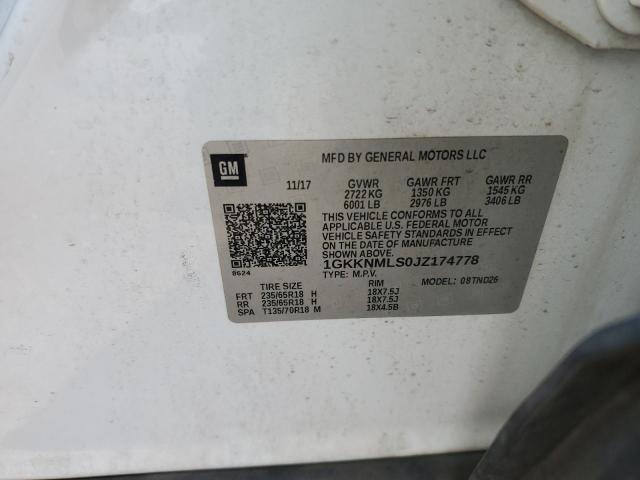 GM
MFD BY GENERAL MOTORS LLC
11/17 GVWR GAWR FRT GAWR RR
2722 KG 1350 KG 1545 KG
6001 LB 2976 LB 3406 LB
THIS VEHICLE CONFORMS TO ALL
APPLICABLE U.S. FEDERAL MOTOR
VEHICLE SAFETY STANDARDS IN EFFECT
ON THE DATE OF MANUFACTURE
SHOWN ABOVE.
1GKKNMLS0JZ174778
8624
TYPE: M.P.V. MODEL: 08TND26
TIRE SIZE RIM
FRT 235/65R18 H 18X7.5J
RR 235/65R18 H 18X7.5J
SPA T135/70R18 M 18X4.5B